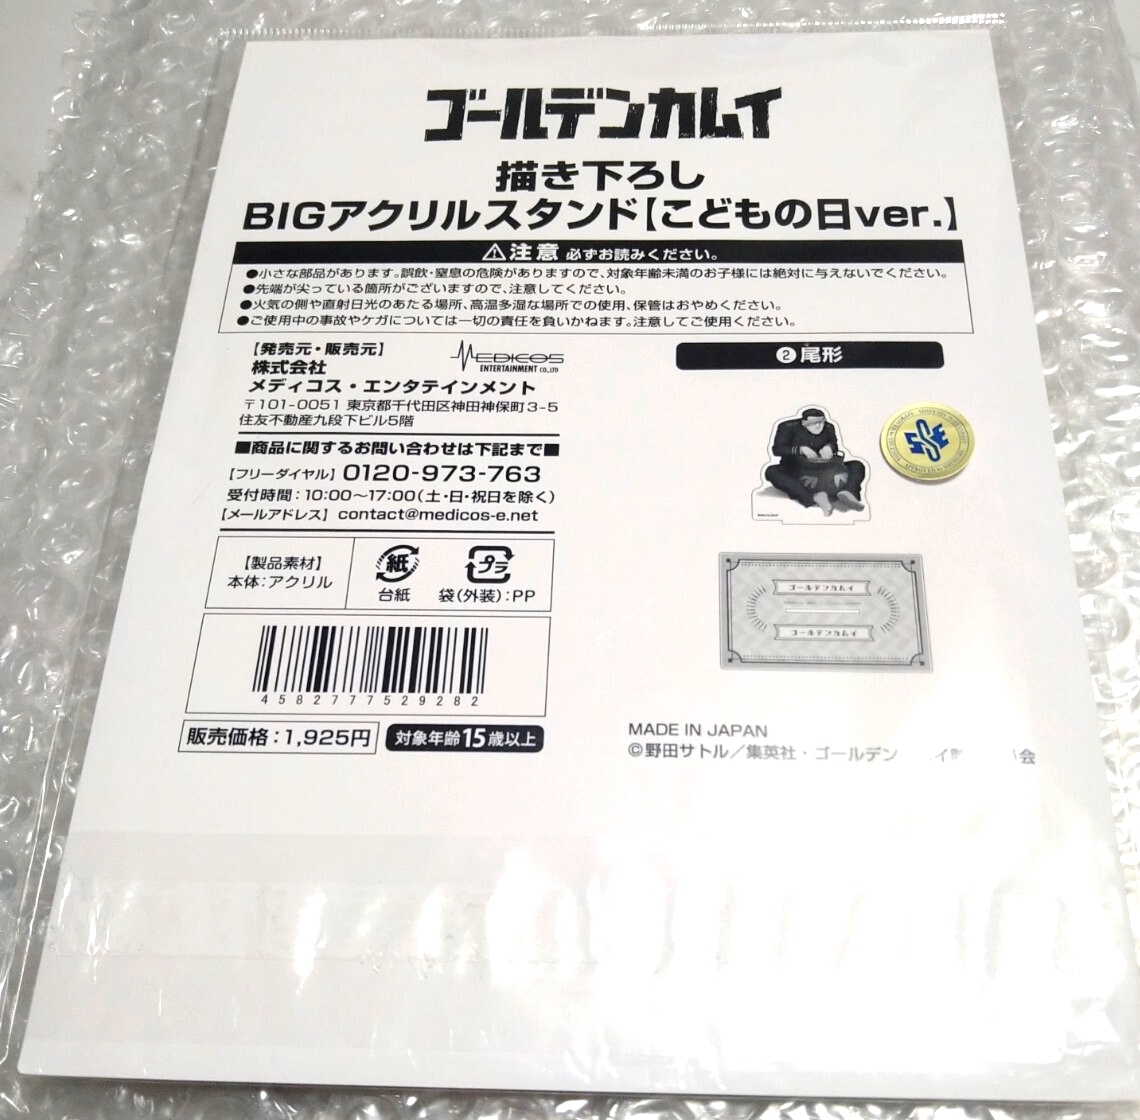 ゴールデンカムイ
描き下ろし
BIGアクリルスタンド【こどもの日ver.】
注意 必ずお読みください。
●小さな部品があります。誤飲・窒息の危険がありますので、対象年齢未満のお子様には絶対に与えないでください。
●先端が尖っている箇所がございますので、注意してください。
●火気の側や直射日光のあたる場所、高温多湿な場所での使用、保管はおやめください。
●ご使用中の事故やケガについては一切の責任を負いかねます。注意してご使用ください。
【発売元・販売元】
株式会社
メディコス・エンタテインメント
MEDICOS
ENTERTAINMENT CO.,LTD
〒101-0051 東京都千代田区神田神保町3-5
住友不動産九段下ビル5階
■商品に関するお問い合わせは下記まで■
【フリーダイヤル】 0120-973-763
受付時間：10:00〜17:00(土・日・祝日を除く)
【メールアドレス】 contact@medicos-e.net
【製品素材】
本体：アクリル
紙
台紙
プラ
袋(外装)：PP
4582777529282
販売価格：1,925円
対象年齢15歳以上
❷尾形
ゴールデンカムイ
ゴールデンカムイ
MADE IN JAPAN
©野田サトル／集英社・ゴールデン イ製 会